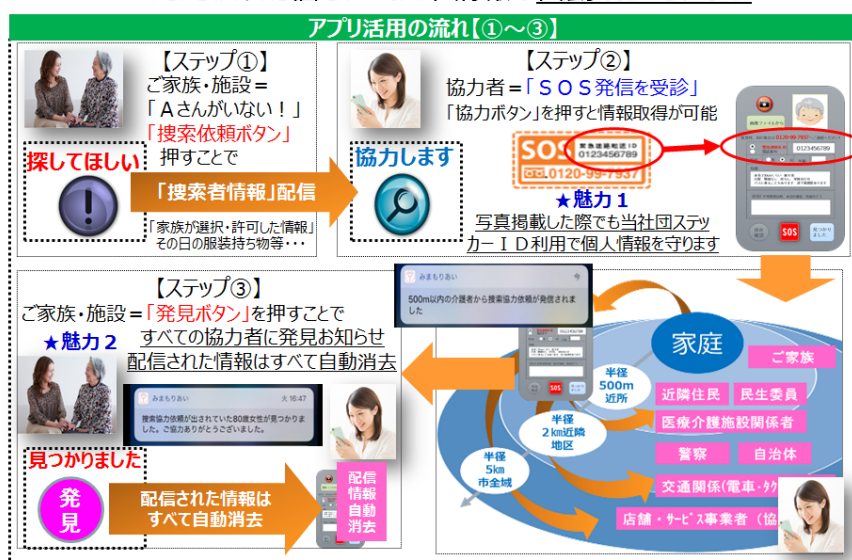 アプリ活用の流れ【①～③】
【ステップ①】
ご家族・施設＝
「Ａさんがいない！」
「捜索依頼ボタン」
押すことで
探してほしい
「捜索者情報」配信
「家族が選択・許可した情報」
その日の服装持ち物等・・・
【ステップ②】
協力者＝「ＳＯＳ発信を受診」
「協力ボタン」を押すと情報取得が可能
協力します
SOS
緊急連絡転送ID
0123456789
0120-99-7937
★魅力１
写真掲載した際でも当社団ステッ
カーＩＤ利用で個人情報を守ります
0123456789
SOS
見つかり
ました
【ステップ③】
ご家族・施設＝「発見ボタン」を押すことで
★魅力２
すべての協力者に発見お知らせ
配信された情報はすべて自動消去
みまもりあい
火 16:47
捜索協力依頼が出されていた80歳女性が見つかりま
した。ご協力ありがとうございました。
見つかりました
発
見
配信された情報は
すべて自動消去
配信
情報
自動
消去
みまもりあい
今
500m以内の介護者から捜索協力依頼が発信されま
した
SOS
家庭
ご家族
半径
500m
近所
近隣住民
民生委員
医療介護施設関係者
半径
2㎞近隣
地区
警察
自治体
半径
5㎞
市全域
交通関係(電車・ﾀｸ
店舗・ｻｰﾋﾞｽ事業者（協